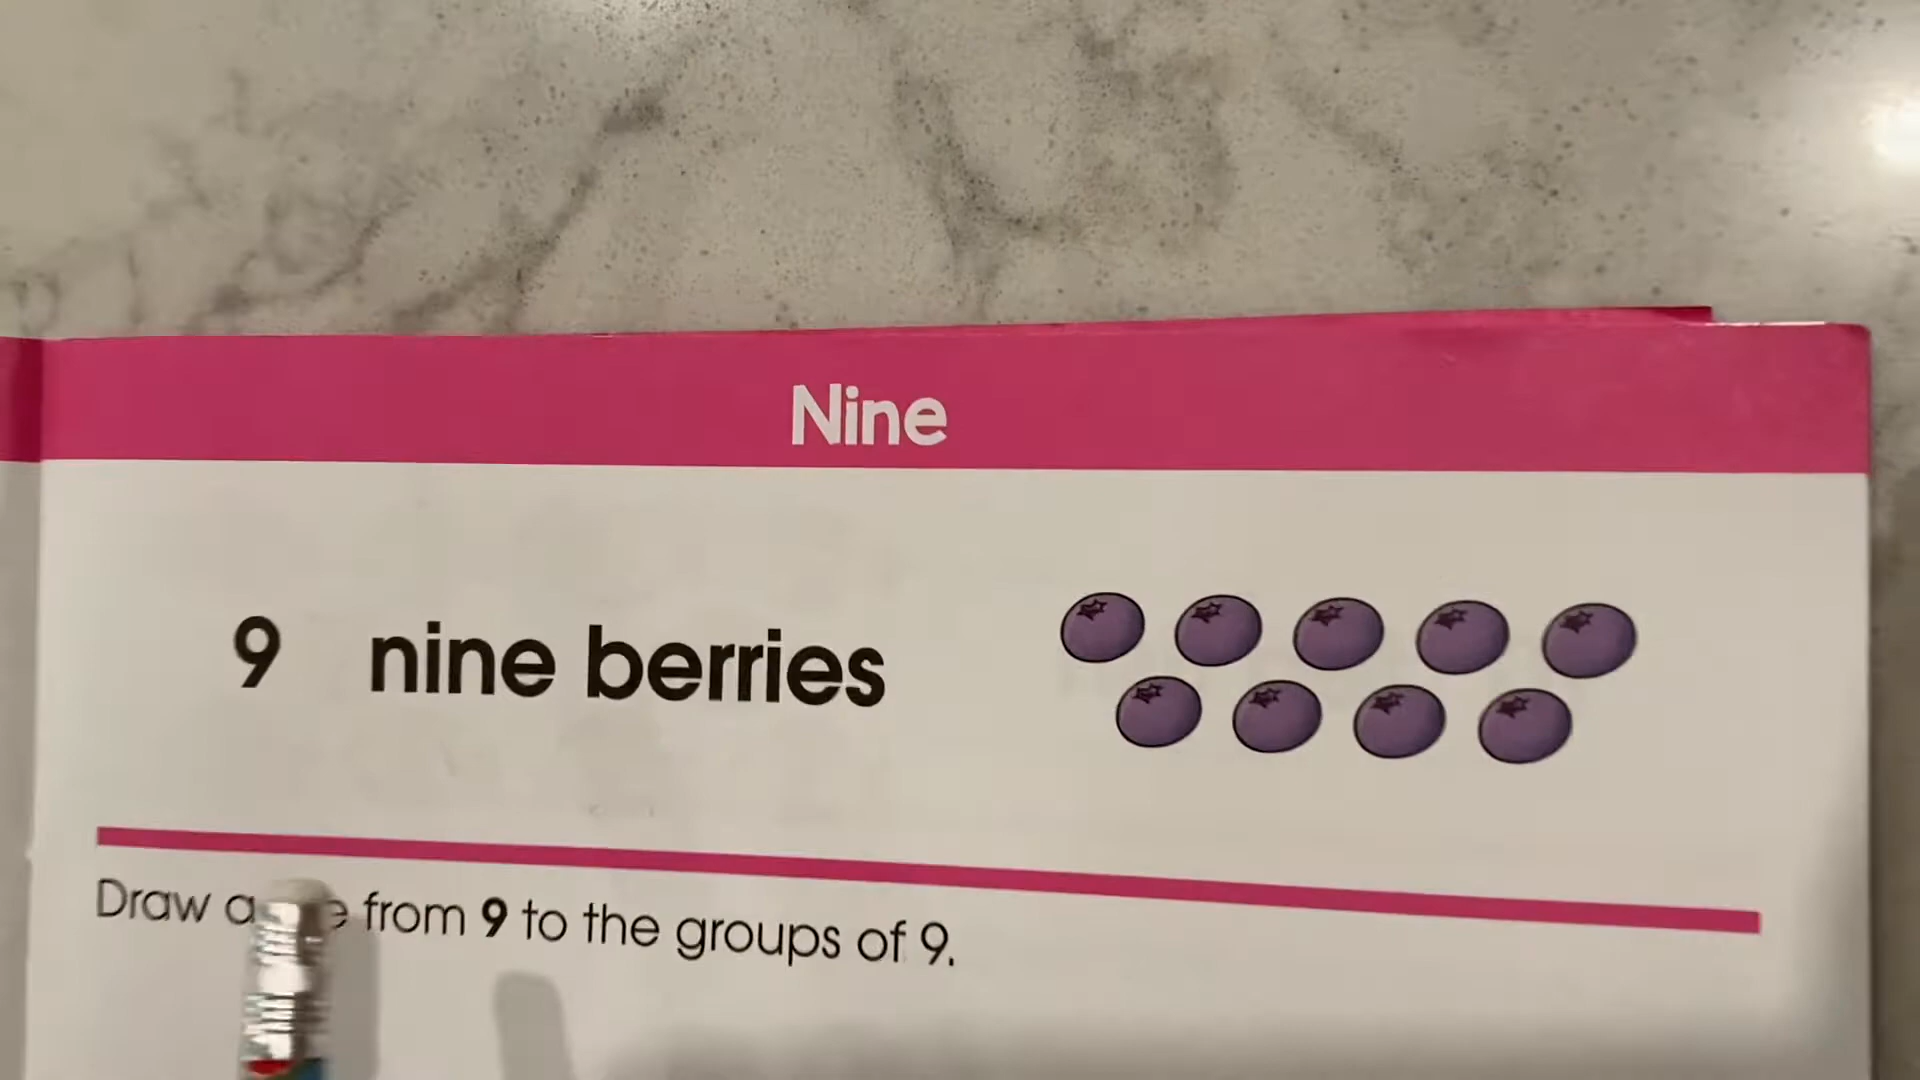 Nine
9 nine berries
Draw a from 9 to the groups of 9.